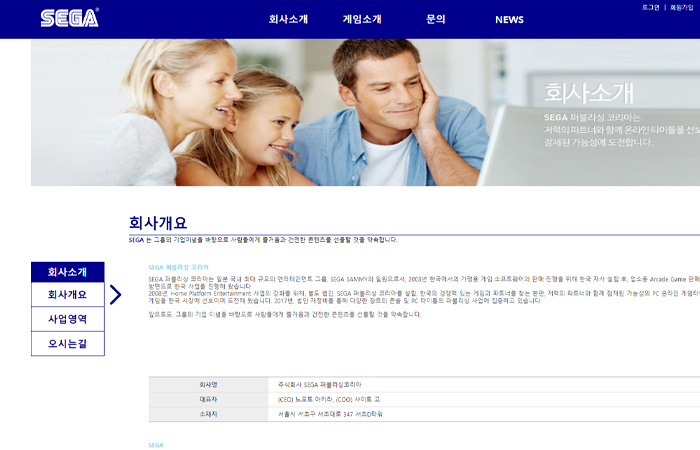 SEGA
회사소개
게임소개
문의
NEWS
로그인 | 회원가입
회사소개
SEGA 퍼블리싱 코리아는
저력의 파트너와 함께 온라인 타이틀을 선보
잠재된 가능성에 도전합니다.
회사개요
SEGA 는 그룹의 기업이념을 바탕으로 사람들에게 즐거움과 건전한 콘텐츠를 선물할 것을 약속합니다.
회사소개
회사개요
사업영역
오시는길
SEGA 퍼블리싱 코리아
SEGA 퍼블리싱 코리아는 일본 국내 최대 규모의 엔터테인먼트 그룹, SEGA SAMMY의 일원으로서, 2003년 한국에서의 가정용 게임 소프트웨어의 판매 진행을 위해 한국 자사 설립 후, 업소용 Arcade Game 판매
방면으로 한국 사업을 진행해 왔습니다.
2008년 Home Platform Entertainment 사업의 강화를 위해, 별도 법인, SEGA 퍼블리싱 코리아를 설립, 한국의 경쟁력 있는 게임과 파트너를 찾는 한편, 저력의 파트너와 함께 잠재된 가능성의 PC 온라인 게임타
게임을 한국 시장에 선보이며 도전해 왔습니다. 2017년, 법인 재정비를 통해 다양한 장르의 콘솔 및 PC 타이틀의 퍼블리싱 사업에 집중하고 있습니다.
앞으로도, 그룹의 기업 이념을 바탕으로 사람들에게 즐거움과 건전한 콘텐츠를 선물할 것을 약속합니다.
회사명 주식회사 SEGA 퍼블리싱코리아
대표자 (CEO) 노모토 아키라, (COO) 사이토 고
소재지 서울시 서초구 서초대로 347 서초D타워
SEGA